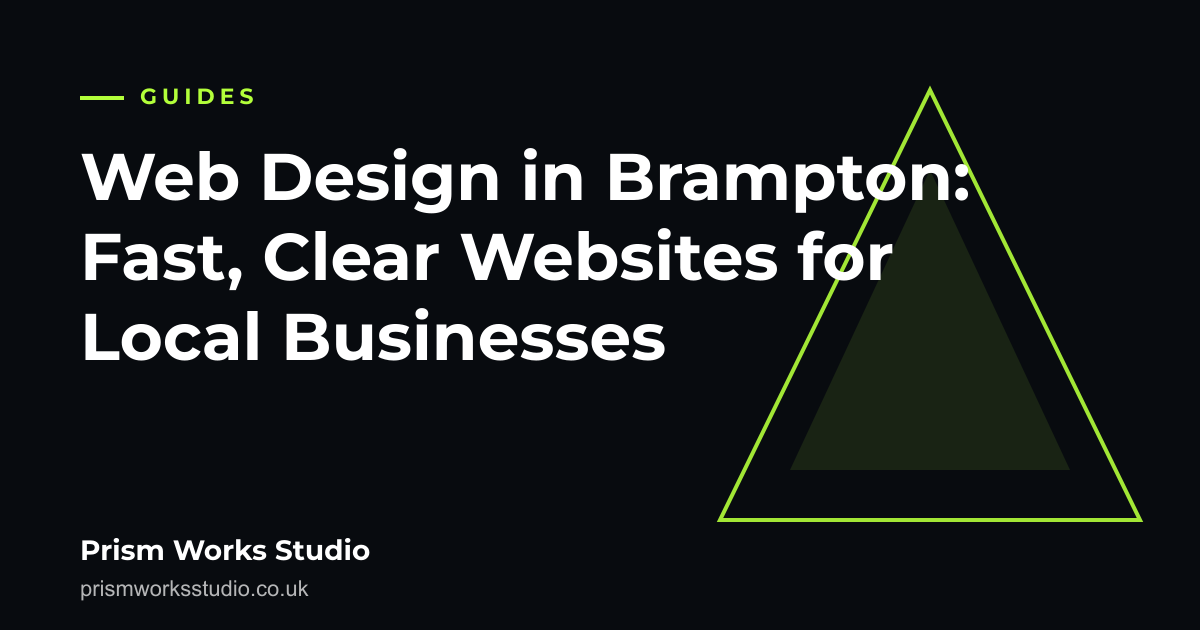 GUIDES
Web Design in Brampton:
Fast, Clear Websites for
Local Businesses
Prism Works Studio
prismworksstudio.co.uk